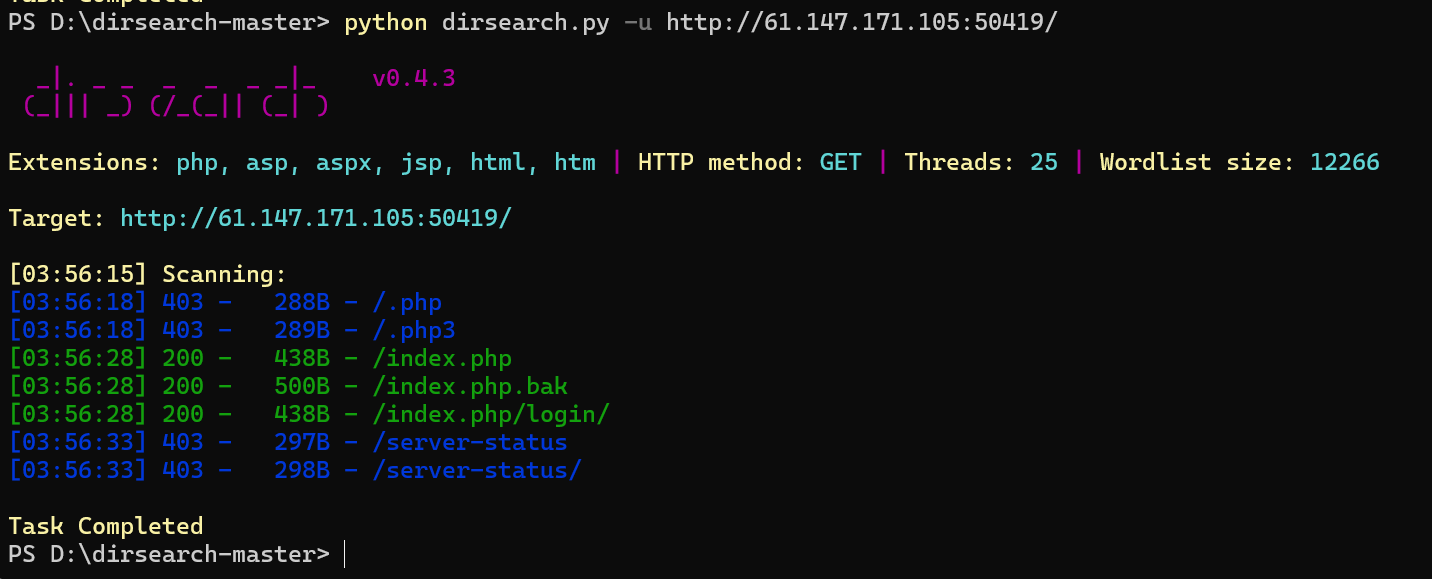 Task Completed
PS D:\dirsearch-master> python dirsearch.py -u http://61.147.171.105:50419/
_|. _ _  _  _  _ _|_    v0.4.3
(_||| _) (/_(_|| (_| )
Extensions: php, asp, aspx, jsp, html, htm | HTTP method: GET | Threads: 25 | Wordlist size: 12266
Target: http://61.147.171.105:50419/
[03:56:15] Scanning:
[03:56:18] 403 -   288B - /.php
[03:56:18] 403 -   289B - /.php3
[03:56:28] 200 -   438B - /index.php
[03:56:28] 200 -   500B - /index.php.bak
[03:56:28] 200 -   438B - /index.php/login/
[03:56:33] 403 -   297B - /server-status
[03:56:33] 403 -   298B - /server-status/
Task Completed
PS D:\dirsearch-master>